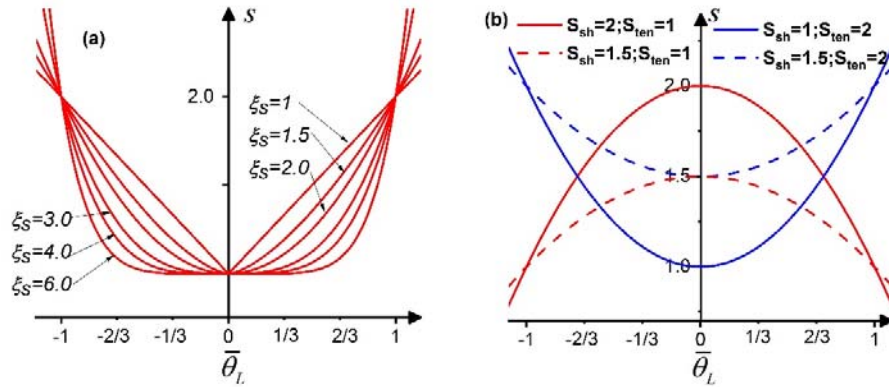 (a)
s
2.0
ξS=1
ξS=1.5
ξS=2.0
ξS=3.0
ξS=4.0
ξS=6.0
-1 -2/3 -1/3 0 1/3 2/3 1
θ̅L
(b)
s
Ssh=2;Sten=1 Ssh=1;Sten=2
Ssh=1.5;Sten=1 Ssh=1.5;Sten=2
2.0
1.5
1.0
-1 -2/3 -1/3 0 1/3 2/3 1
θ̅L